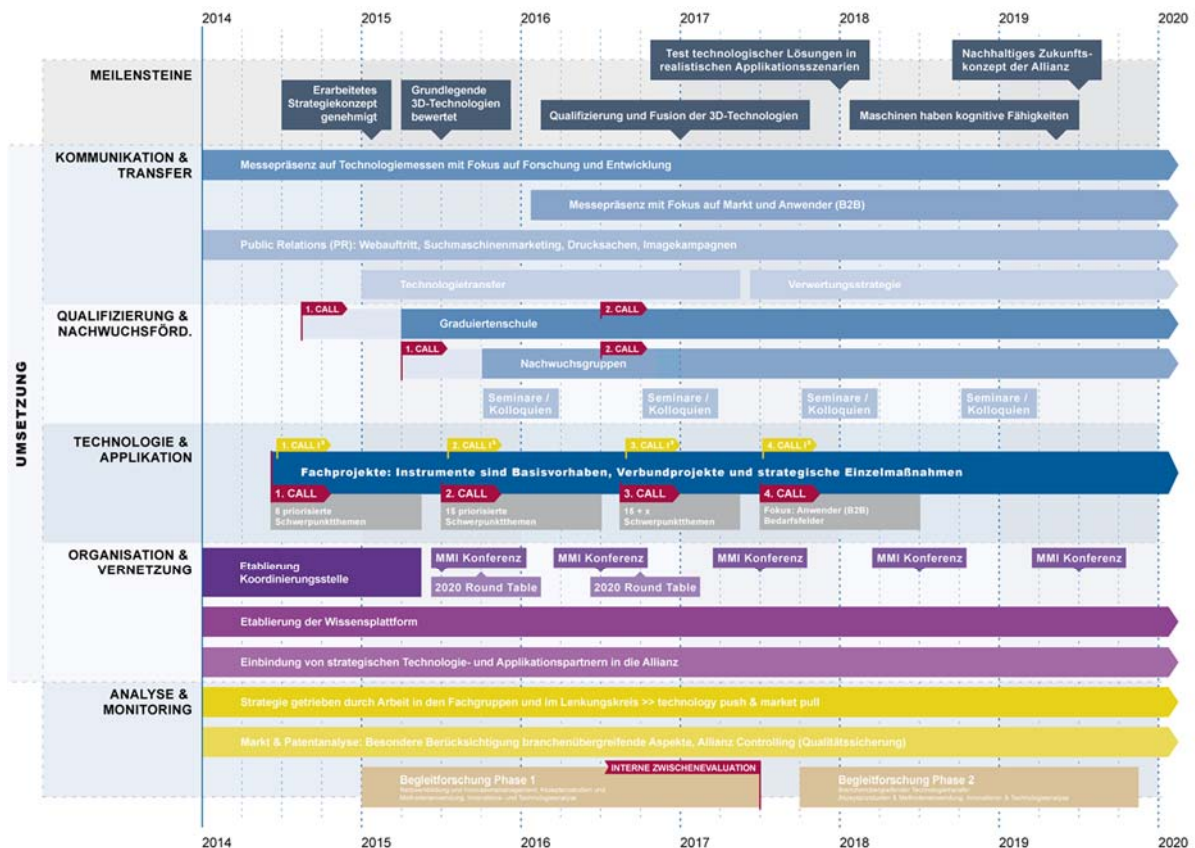 2014 2015 2016 2017 2018 2019 2020
MEILENSTEINE
Erarbeitetes
Strategiekonzept
genehmigt
Grundlegende
3D-Technologien
bewertet
Test technologischer Lösungen in
realistischen Applikationsszenarien
Qualifizierung und Fusion der 3D-Technologien
Nachhaltiges Zukunfts-
konzept der Allianz
Maschinen haben kognitive Fähigkeiten
UMSETZUNG
KOMMUNIKATION &
TRANSFER
Messepräsenz auf Technologiemessen mit Fokus auf Forschung und Entwicklung
Messepräsenz mit Fokus auf Markt und Anwender (B2B)
Public Relations (PR): Webauftritt, Suchmaschinenmarketing, Drucksachen, Imagekampagnen
Technologietransfer
Verwertungsstrategie
QUALIFIZIERUNG &
NACHWUCHSFÖRD.
1. CALL
2. CALL
Graduiertenschule
1. CALL
2. CALL
Nachwuchsgruppen
Seminare /
Kolloquien
Seminare /
Kolloquien
Seminare /
Kolloquien
Seminare /
Kolloquien
TECHNOLOGIE &
APPLIKATION
1. CALL
2. CALL
3. CALL
4. CALL
Fachprojekte: Instrumente sind Basisvorhaben, Verbundprojekte und strategische Einzelmaßnahmen
1. CALL
priorisierte
Schwerpunktthemen
2. CALL
15 priorisierte
Schwerpunktthemen
3. CALL
15 + x
Schwerpunktthemen
4. CALL
Fokus: Anwender (B2B)
Bedarfsfelder
ORGANISATION &
VERNETZUNG
Etablierung
Koordinierungsstelle
MMI Konferenz
MMI Konferenz
MMI Konferenz
MMI Konferenz
MMI Konferenz
2020 Round Table
2020 Round Table
Etablierung der Wissensplattform
Einbindung von strategischen Technologie- und Applikationspartnern in die Allianz
ANALYSE &
MONITORING
Strategie getrieben durch Arbeit in den Fachgruppen und im Lenkungskreis >> technology push & market pull
Markt & Patentanalyse: Besondere Berücksichtigung branchenübergreifende Aspekte, Allianz Controlling (Qualitätssicherung)
INTERNE ZWISCHENEVALUATION
Begleitforschung Phase 1
Begleitforschung Phase 2
2014 2015 2016 2017 2018 2019 2020